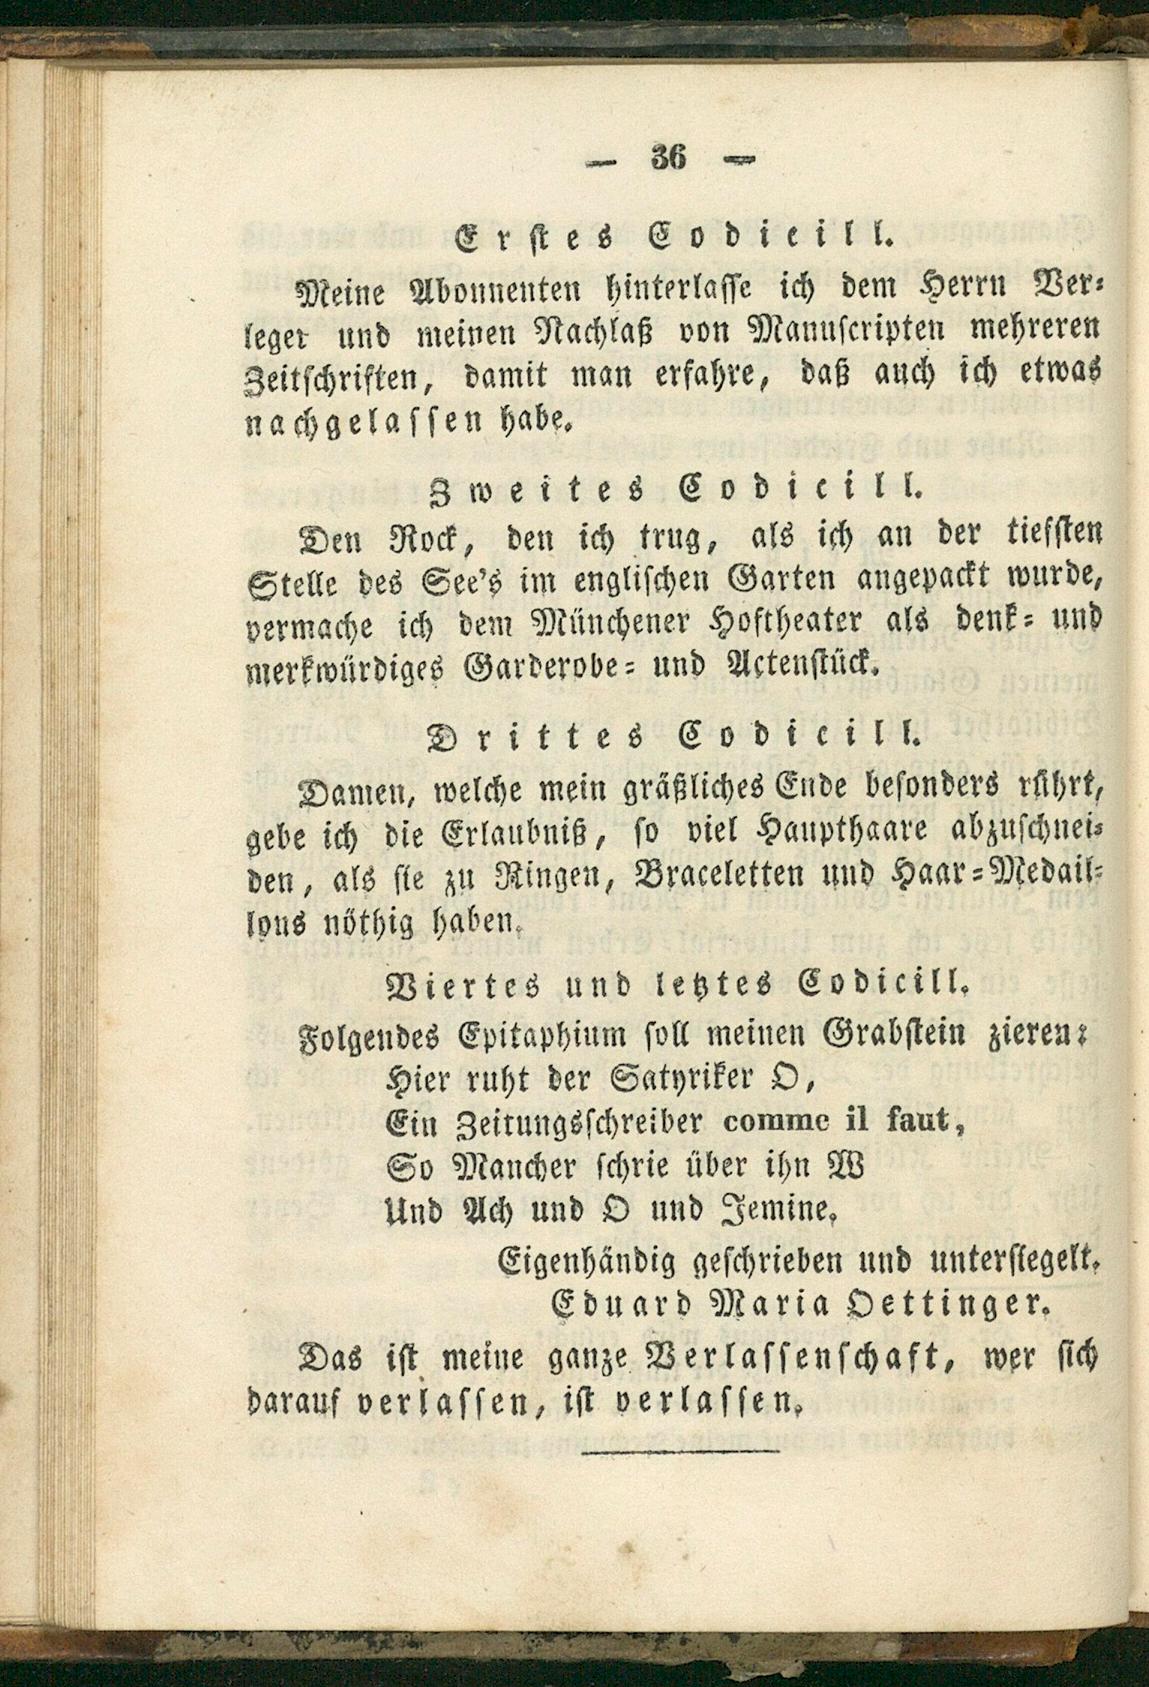 — 36 —
Erstes Codicill.
Meine Abonnenten hinterlasse ich dem Herrn Ver-
leger und meinen Nachlaß von Manuscripten mehreren
Zeitschriften, damit man erfahre, daß auch ich etwas
nachgelassen habe.
Zweites Codicill.
Den Rock, den ich trug, als ich an der tiefsten
Stelle des See's im englischen Garten angepackt wurde,
vermache ich dem Münchener Hoftheater als denk- und
merkwürdiges Garderobe- und Actenstück.
Drittes Codicill.
Damen, welche mein gräßliches Ende besonders rührt,
gebe ich die Erlaubniß, so viel Haupthaare abzuschnei-
den, als sie zu Ringen, Braceletten und Haar-Medail-
lons nöthig haben.
Viertes und letztes Codicill.
Folgendes Epitaphium soll meinen Grabstein zieren:
Hier ruht der Satyriker O,
Ein Zeitungsschreiber comme il faut,
So Mancher schrie über ihn W
Und Ach und O und Jemine.
Eigenhändig geschrieben und untersiegelt.
Eduard Maria Oettinger.
Das ist meine ganze Verlassenschaft, wer sich
darauf verlassen, ist verlassen.